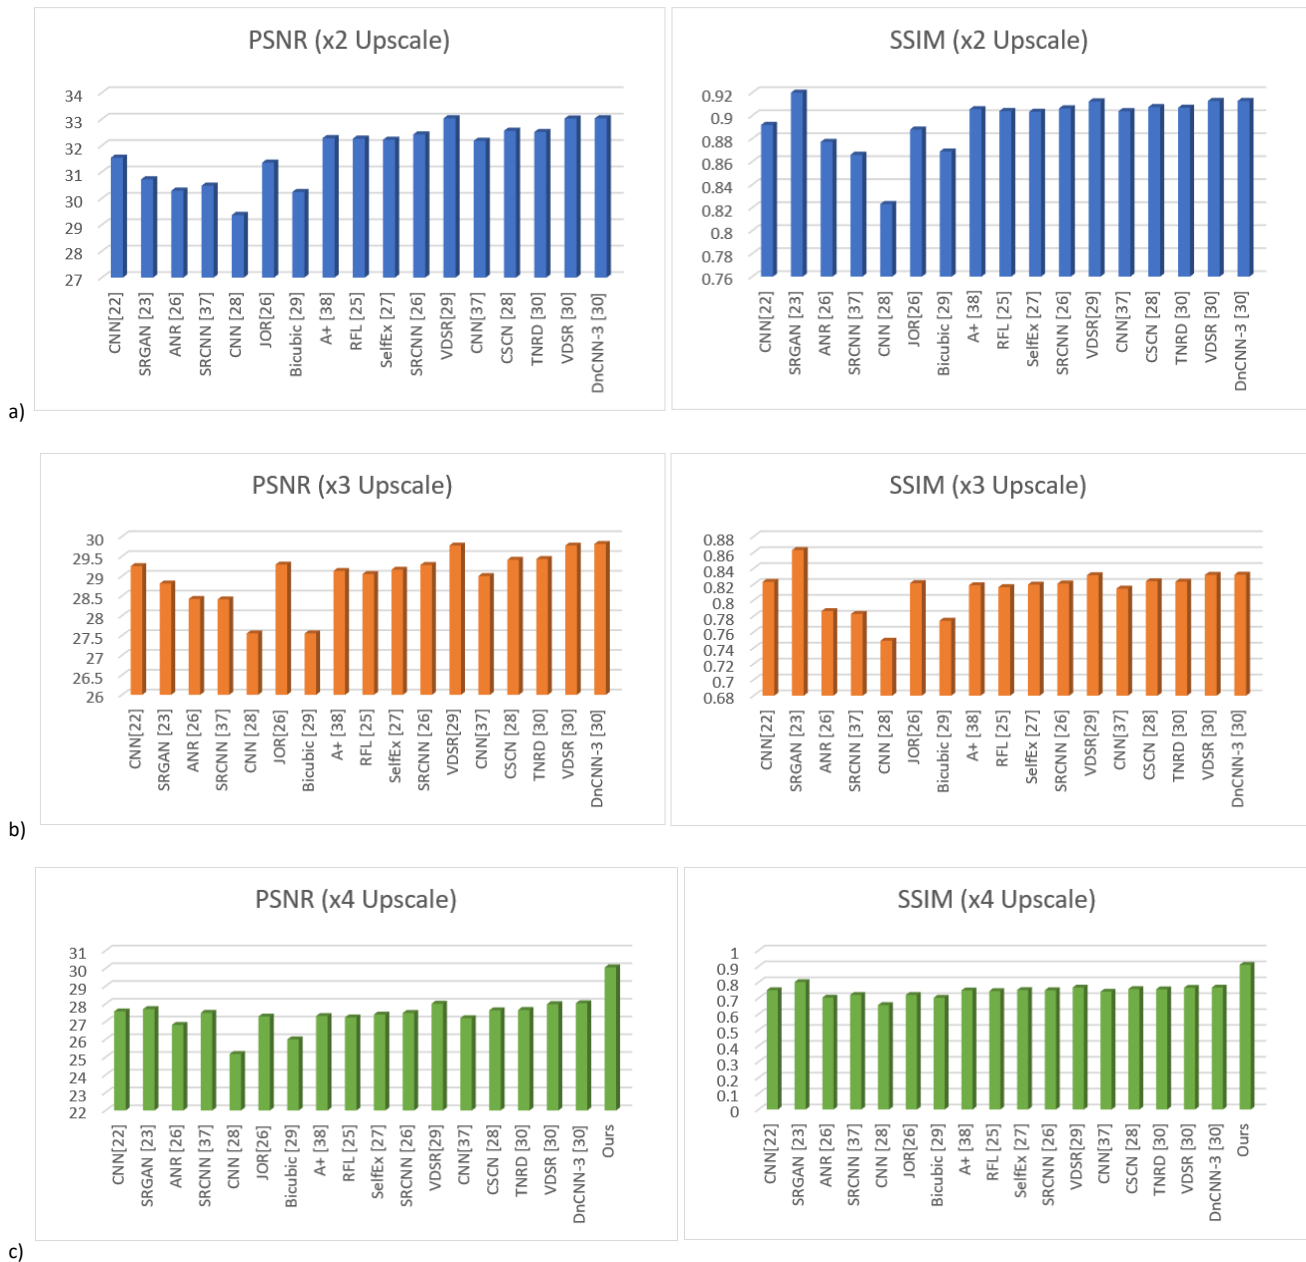 PSNR (x2 Upscale)
34
33
32
31
30
29
28
27
CNN[22]
SRGAN [23]
ANR [26]
SRCNN [37]
CNN [28]
JOR[26]
Bicubic [29]
A+ [38]
RFL [25]
SelfEx [27]
SRCNN [26]
VDSR[29]
CNN[37]
CSCN [28]
TNRD [30]
VDSR [30]
DnCNN-3 [30]
SSIM (x2 Upscale)
0.92
0.9
0.88
0.86
0.84
0.82
0.8
0.78
0.76
CNN[22]
SRGAN [23]
ANR [26]
SRCNN [37]
CNN [28]
JOR[26]
Bicubic [29]
A+ [38]
RFL [25]
SelfEx [27]
SRCNN [26]
VDSR[29]
CNN[37]
CSCN [28]
TNRD [30]
VDSR [30]
DnCNN-3 [30]
a)
PSNR (x3 Upscale)
30
29.5
29
28.5
28
27.5
27
26.5
26
CNN[22]
SRGAN [23]
ANR [26]
SRCNN [37]
CNN [28]
JOR[26]
Bicubic [29]
A+ [38]
RFL [25]
SelfEx [27]
SRCNN [26]
VDSR[29]
CNN[37]
CSCN [28]
TNRD [30]
VDSR [30]
DnCNN-3 [30]
SSIM (x3 Upscale)
0.88
0.86
0.84
0.82
0.8
0.78
0.76
0.74
0.72
0.7
0.68
CNN[22]
SRGAN [23]
ANR [26]
SRCNN [37]
CNN [28]
JOR[26]
Bicubic [29]
A+ [38]
RFL [25]
SelfEx [27]
SRCNN [26]
VDSR[29]
CNN[37]
CSCN [28]
TNRD [30]
VDSR [30]
DnCNN-3 [30]
b)
PSNR (x4 Upscale)
31
30
29
28
27
26
25
24
23
22
CNN[22]
SRGAN [23]
ANR [26]
SRCNN [37]
CNN [28]
JOR[26]
Bicubic [29]
A+ [38]
RFL [25]
SelfEx [27]
SRCNN [26]
VDSR[29]
CNN[37]
CSCN [28]
TNRD [30]
VDSR [30]
DnCNN-3 [30]
Ours
SSIM (x4 Upscale)
1
0.9
0.8
0.7
0.6
0.5
0.4
0.3
0.2
0.1
0
CNN[22]
SRGAN [23]
ANR [26]
SRCNN [37]
CNN [28]
JOR[26]
Bicubic [29]
A+ [38]
RFL [25]
SelfEx [27]
SRCNN [26]
VDSR[29]
CNN[37]
CSCN [28]
TNRD [30]
VDSR [30]
DnCNN-3 [30]
Ours
c)